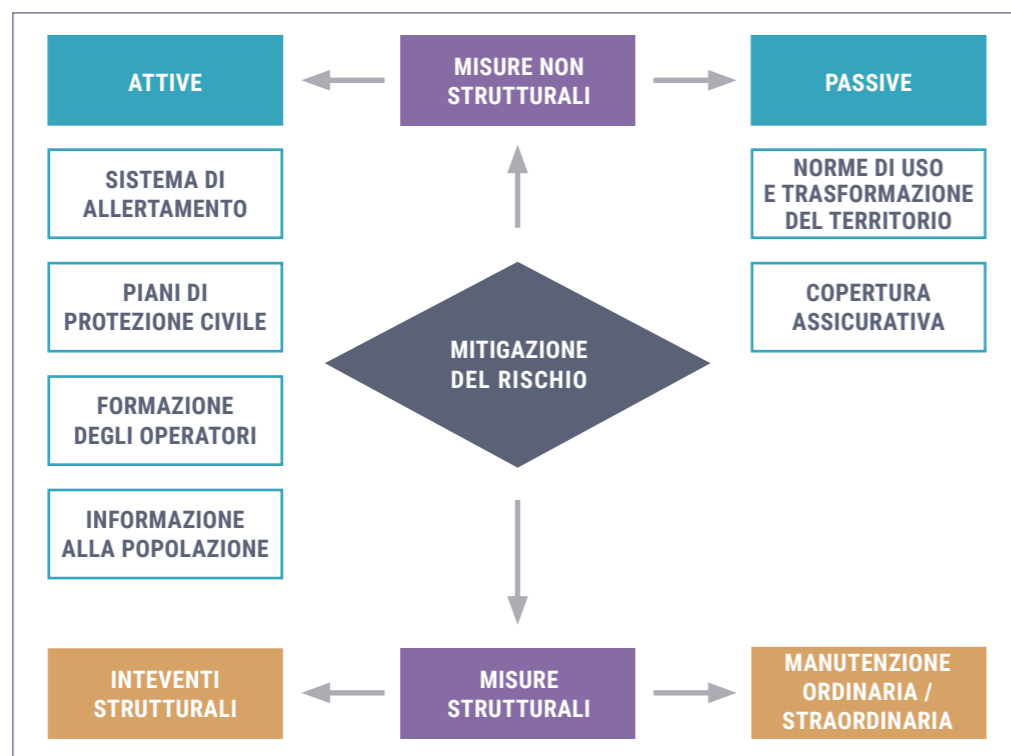 ATTIVE
MISURE NON
STRUTTURALI
PASSIVE
SISTEMA DI
ALLERTAMENTO
PIANI DI
PROTEZIONE CIVILE
FORMAZIONE
DEGLI OPERATORI
INFORMAZIONE
ALLA POPOLAZIONE
NORME DI USO
E TRASFORMAZIONE
DEL TERRITORIO
COPERTURA
ASSICURATIVA
MITIGAZIONE
DEL RISCHIO
INTEVENTI
STRUTTURALI
MISURE
STRUTTURALI
MANUTENZIONE
ORDINARIA /
STRAORDINARIA